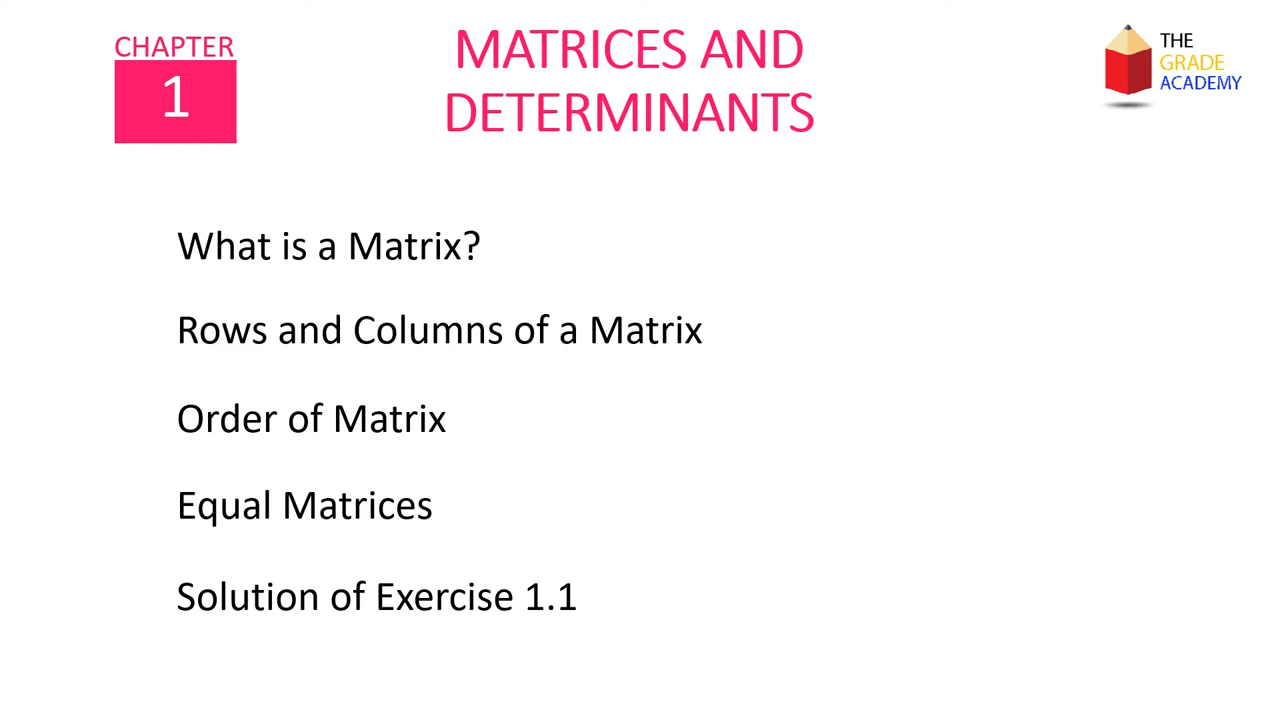 CHAPTER
1
MATRICES AND
DETERMINANTS
THE
GRADE
ACADEMY
What is a Matrix?
Rows and Columns of a Matrix
Order of Matrix
Equal Matrices
Solution of Exercise 1.1